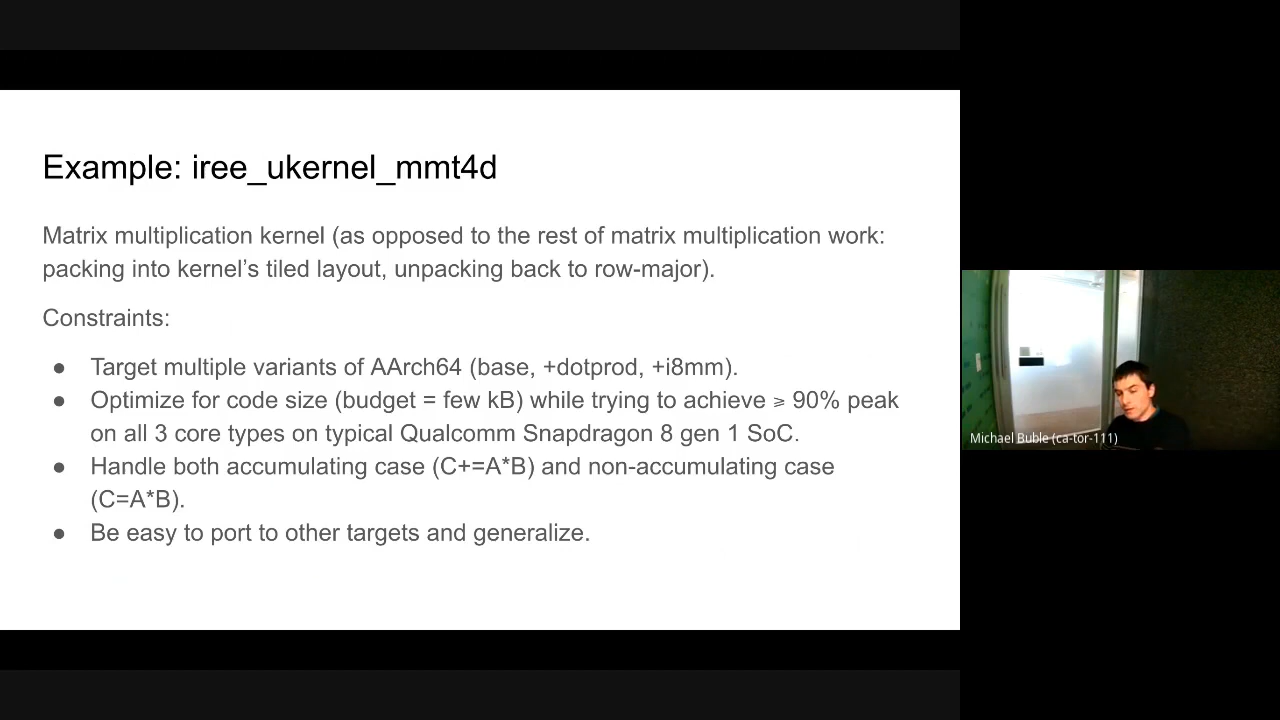 Example: iree_ukernel_mmt4d
Matrix multiplication kernel (as opposed to the rest of matrix multiplication work:
packing into kernel’s tiled layout, unpacking back to row-major).
Constraints:
● Target multiple variants of AArch64 (base, +dotprod, +i8mm).
● Optimize for code size (budget = few kB) while trying to achieve ⩾ 90% peak
on all 3 core types on typical Qualcomm Snapdragon 8 gen 1 SoC.
● Handle both accumulating case (C+=A*B) and non-accumulating case
(C=A*B).
● Be easy to port to other targets and generalize.
Michael Buble (ca-tor-111)